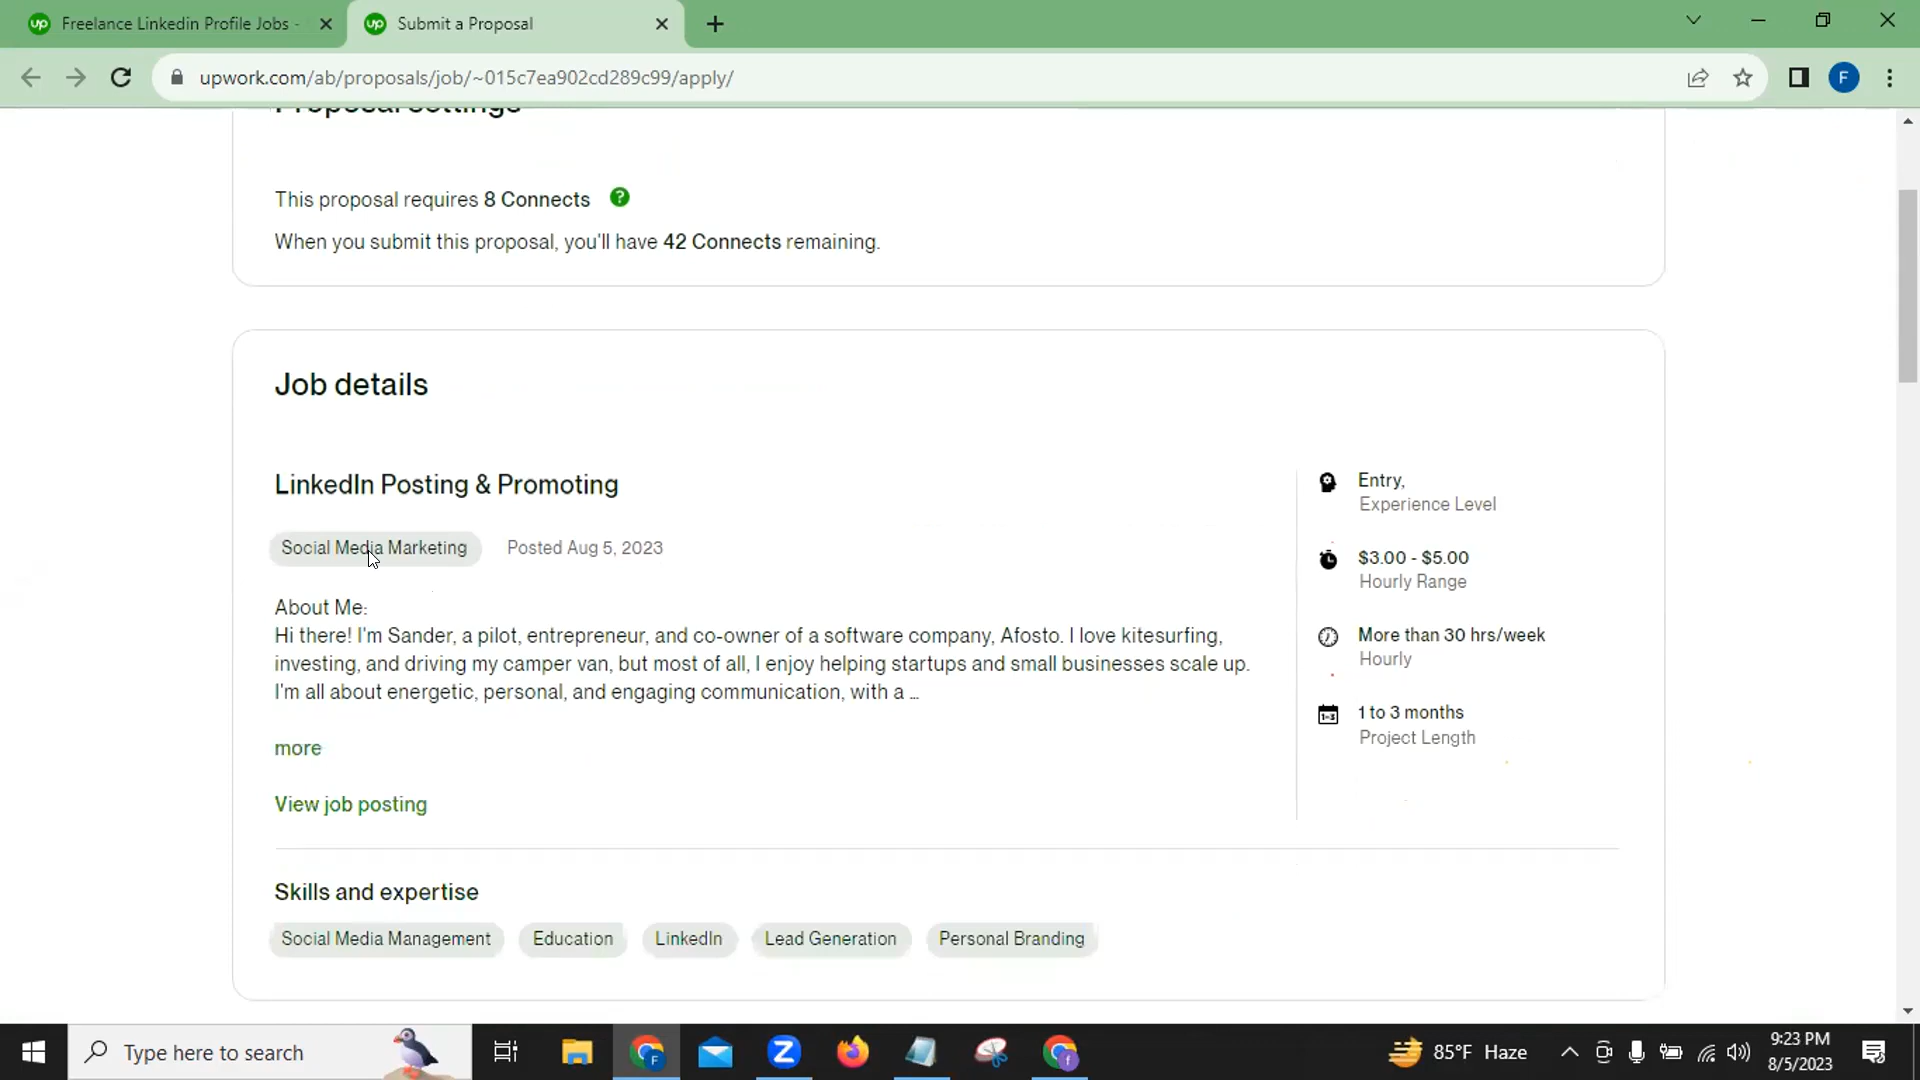 Freelance Linkedin Profile Jobs -
Submit a Proposal
upwork.com/ab/proposals/job/~015c7ea902cd289c99/apply/
F
Proposal settings
This proposal requires 8 Connects
When you submit this proposal, you'll have 42 Connects remaining.
Job details
LinkedIn Posting & Promoting
Social Media Marketing
Posted Aug 5, 2023
About Me:
Hi there! I'm Sander, a pilot, entrepreneur, and co-owner of a software company, Afosto. I love kitesurfing,
investing, and driving my camper van, but most of all, I enjoy helping startups and small businesses scale up.
I'm all about energetic, personal, and engaging communication, with a …
more
View job posting
Entry,
Experience Level
$3.00 - $5.00
Hourly Range
More than 30 hrs/week
Hourly
1 to 3 months
Project Length
Skills and expertise
Social Media Management
Education
LinkedIn
Lead Generation
Personal Branding
Type here to search
85°F Haze
9:23 PM
8/5/2023